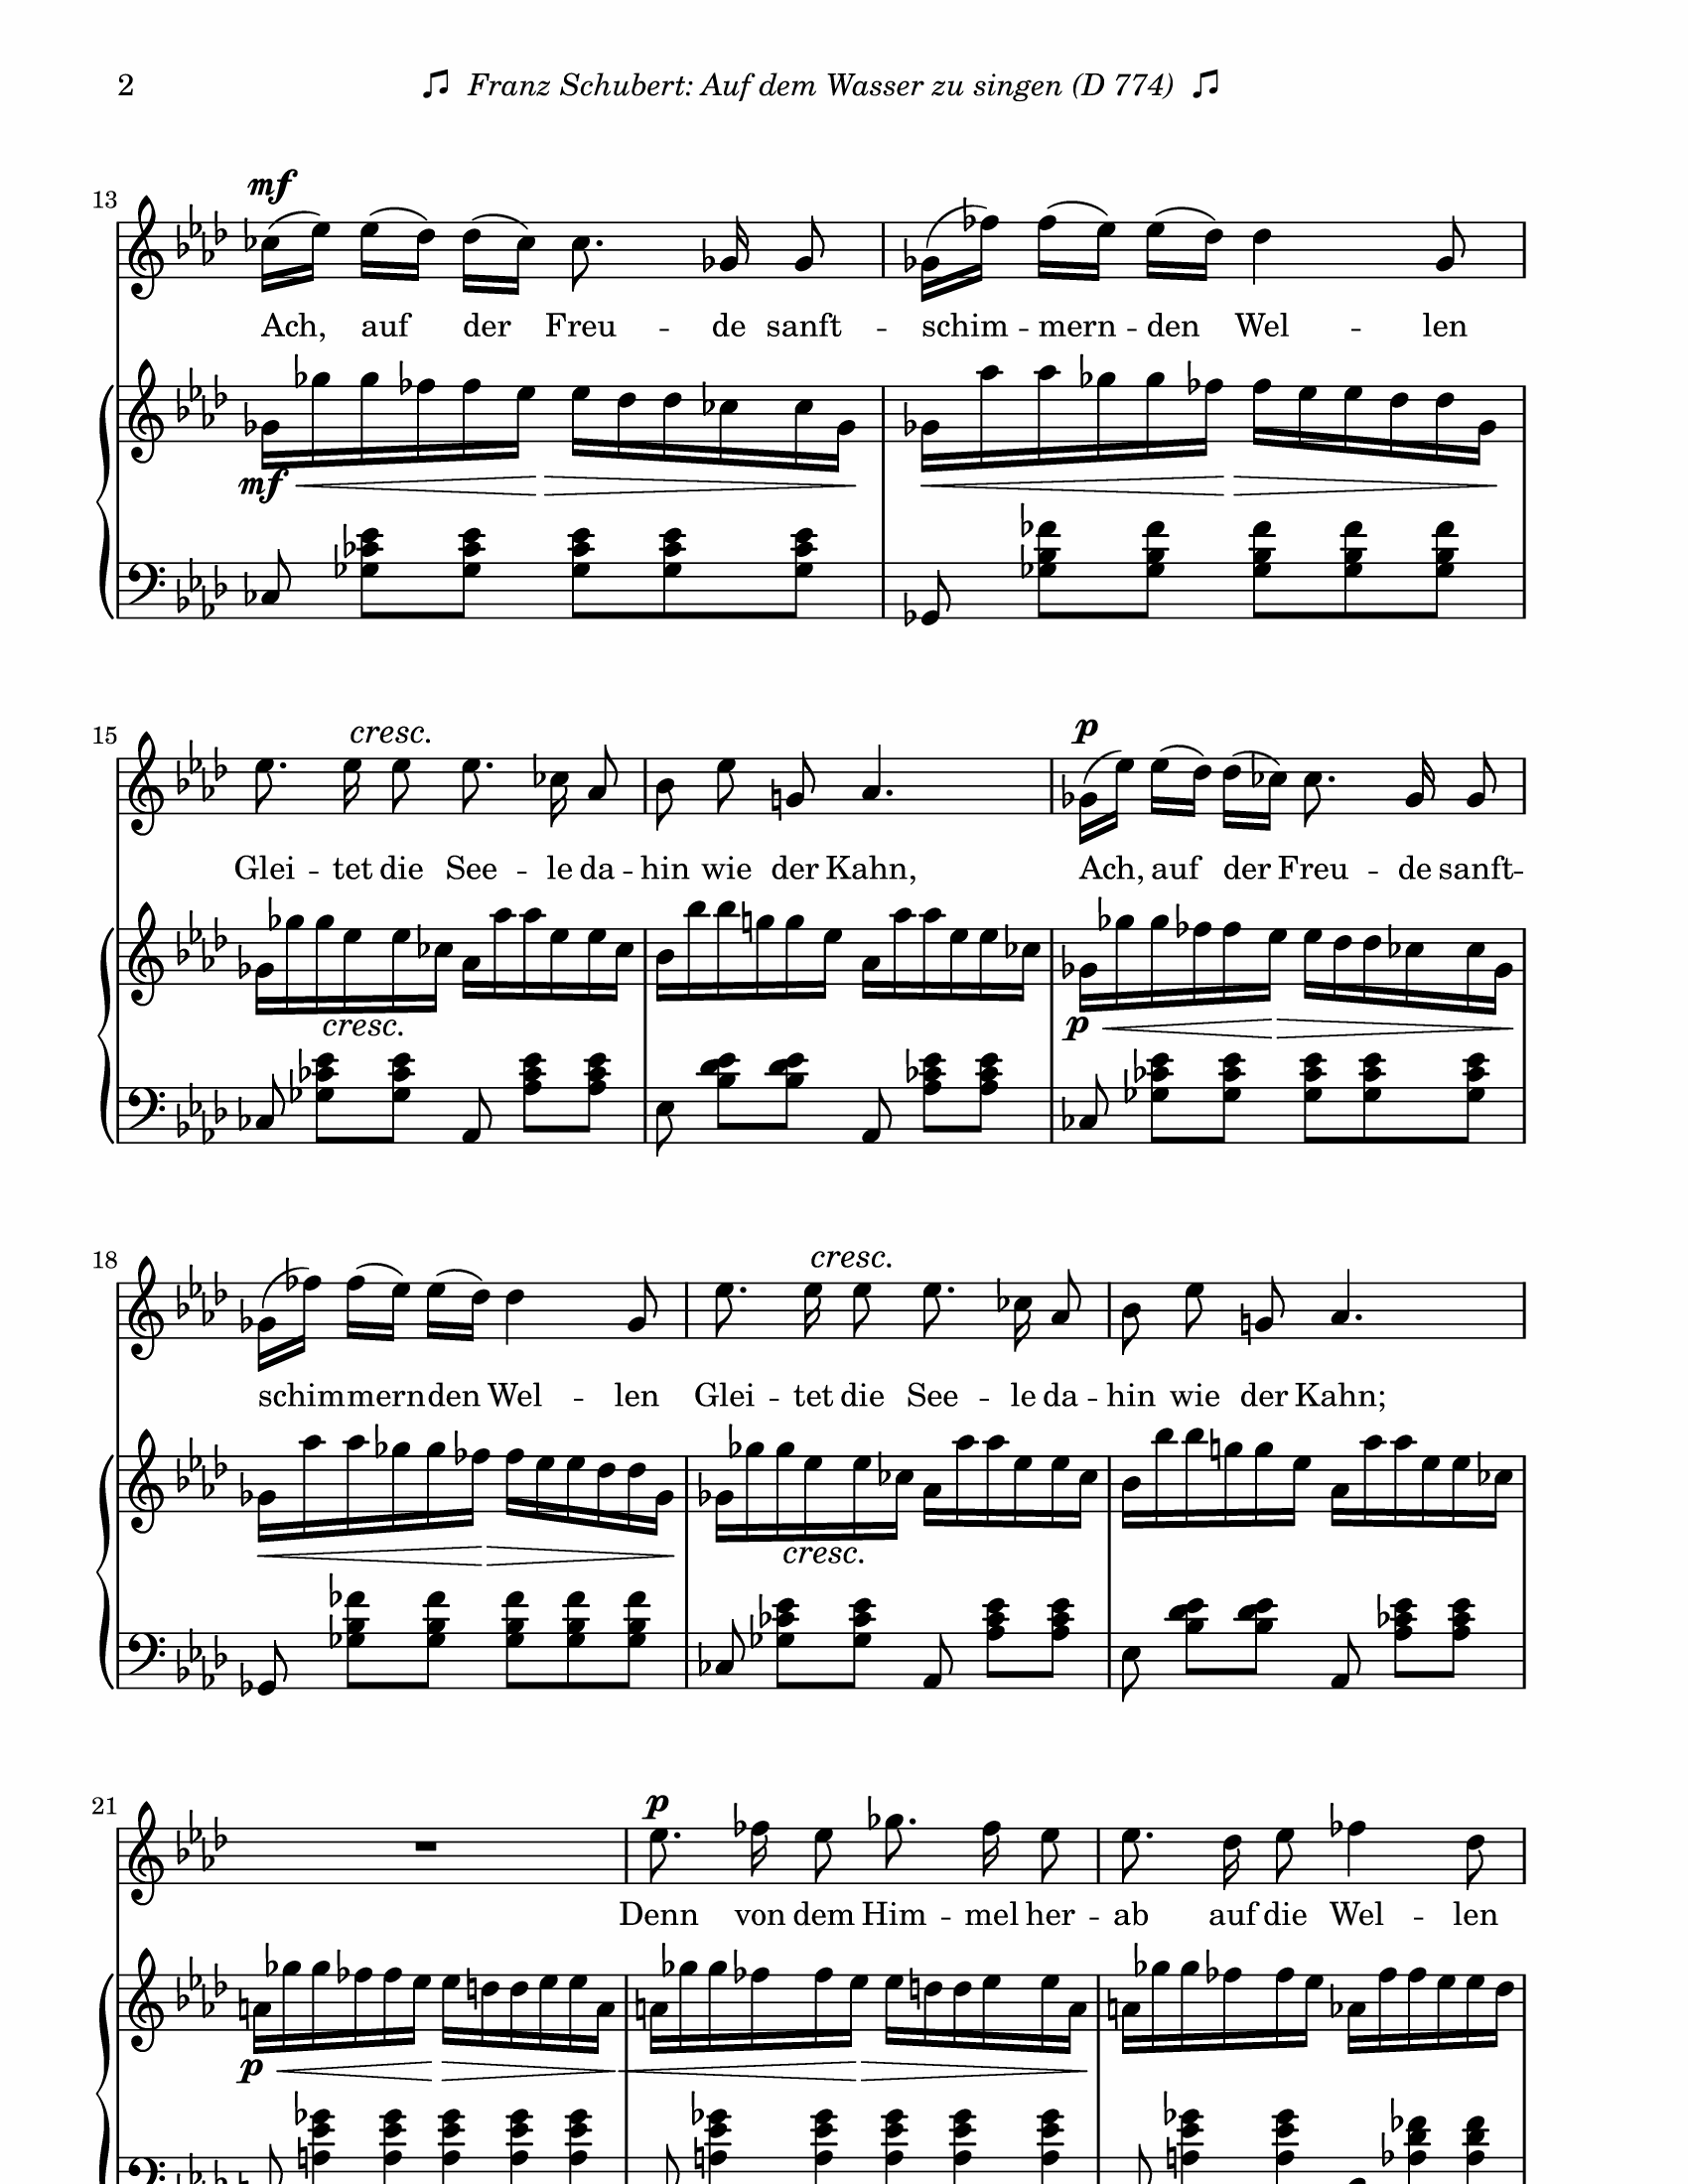 2 ♫ Franz Schubert: Auf dem Wasser zu singen (D 774) ♫
13 mf
Ach, auf der Freu -- de sanft -- schim -- mern -- den Wel -- len
mf
15 cresc. p
Glei -- tet die See -- le da -- hin wie der Kahn, Ach, auf der Freu -- de sanft --
cresc. p
18 cresc.
schimmernden Wel -- len Glei -- tet die See -- le da -- hin wie der Kahn;
cresc.
21 p
Denn von dem Him -- mel her -- ab auf die Wel -- len
p